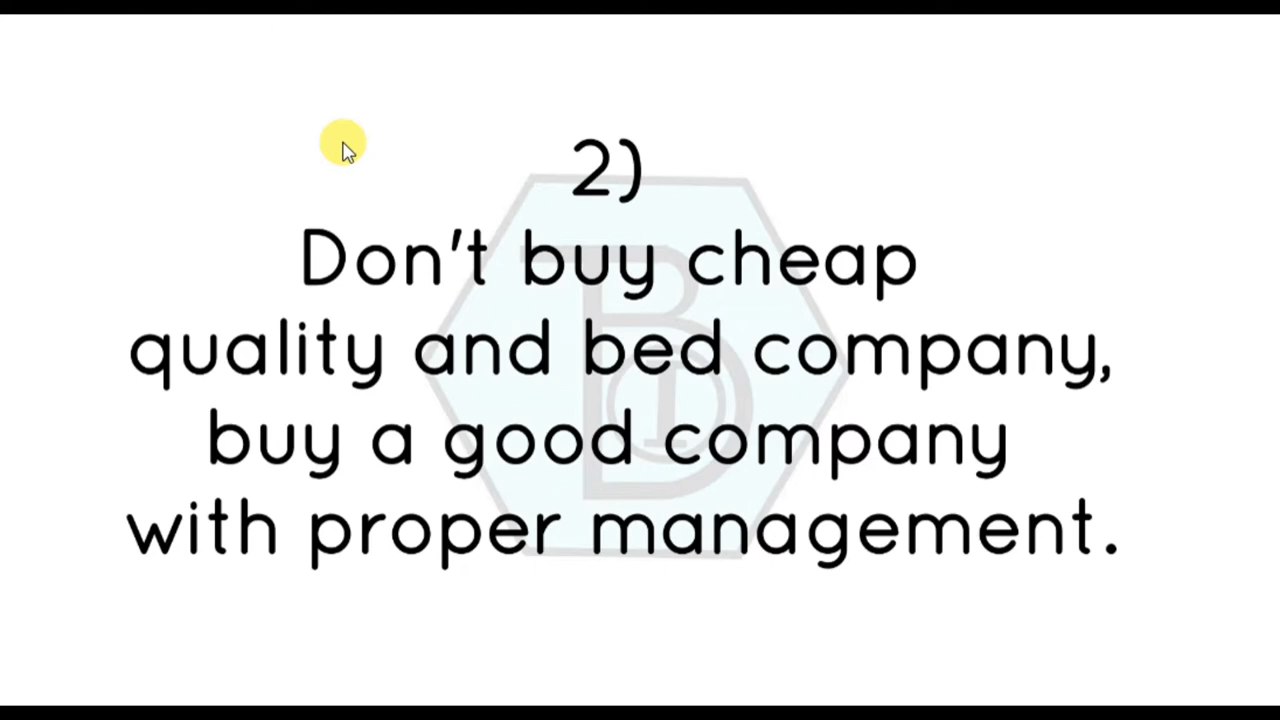 2)
Don't buy cheap
quality and bed company,
buy a good company
with proper management.